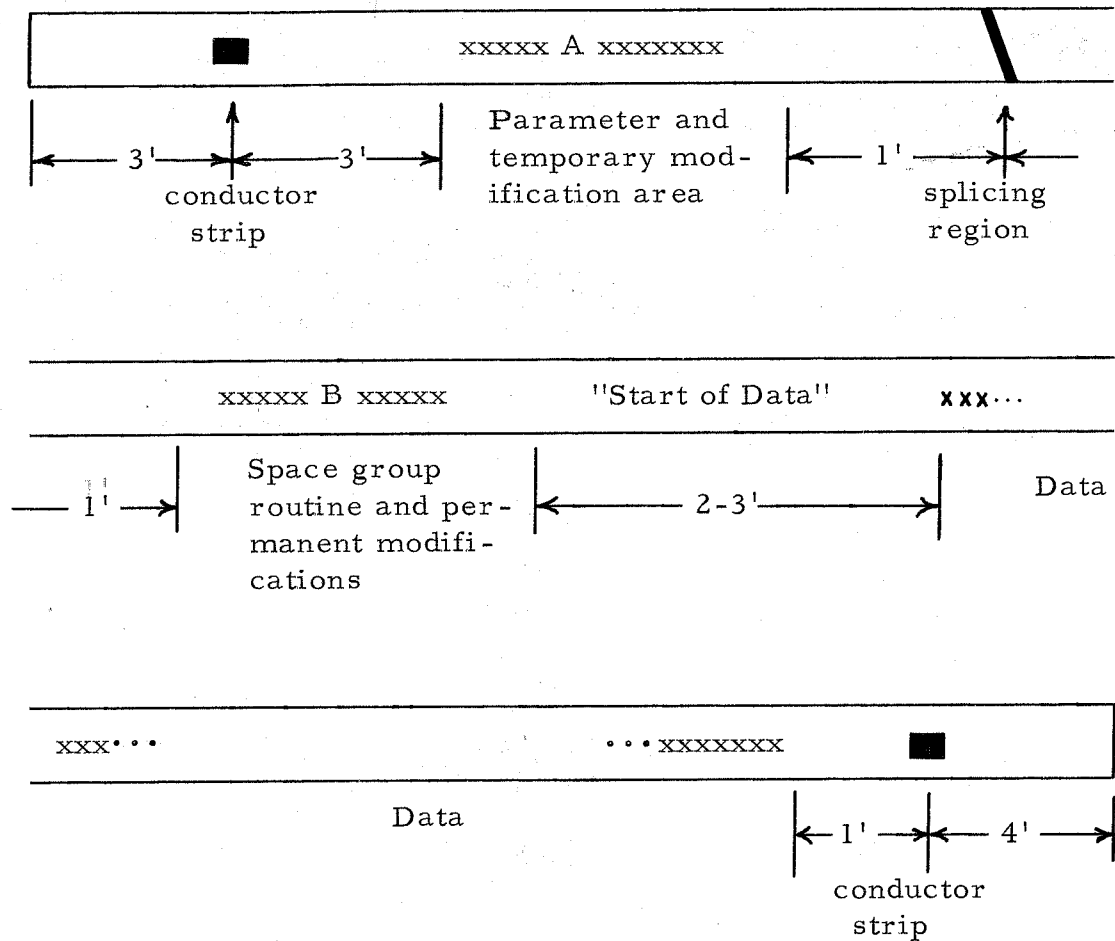 xxxxx A xxxxxxx
3' 3'
conductor
strip
Parameter and
temporary mod-
ification area
1'
splicing
region
xxxxx B xxxxx "Start of Data" xxx...
1'
Space group
routine and per-
manent modifi-
cations
2-3'
Data
xxx... ...xxxxxxx
Data
1' 4'
conductor
strip